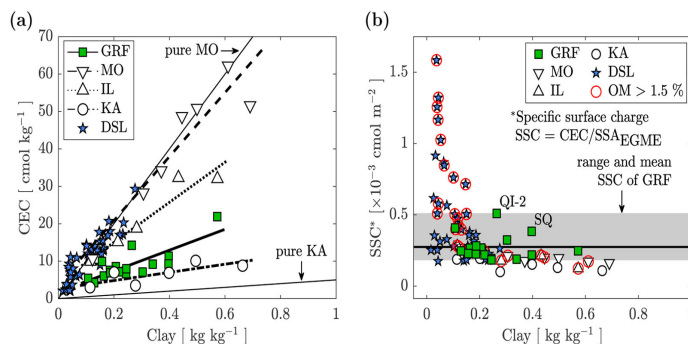 (a)
70
60
50
40
30
20
10
0
CEC [ cmol kg⁻¹ ]
GRF
MO
IL
KA
DSL
pure MO
pure KA
0 0.2 0.4 0.6 0.8 1
Clay [ kg kg⁻¹ ]
(b)
1.5
1
0.5
0
SSC* [ ×10⁻³ cmol m⁻² ]
GRF KA
MO DSL
IL OM > 1.5 %
*Specific surface charge
SSC = CEC/SSA_EGME
range and mean
SSC of GRF
QI-2
SQ
0 0.2 0.4 0.6 0.8 1
Clay [ kg kg⁻¹ ]